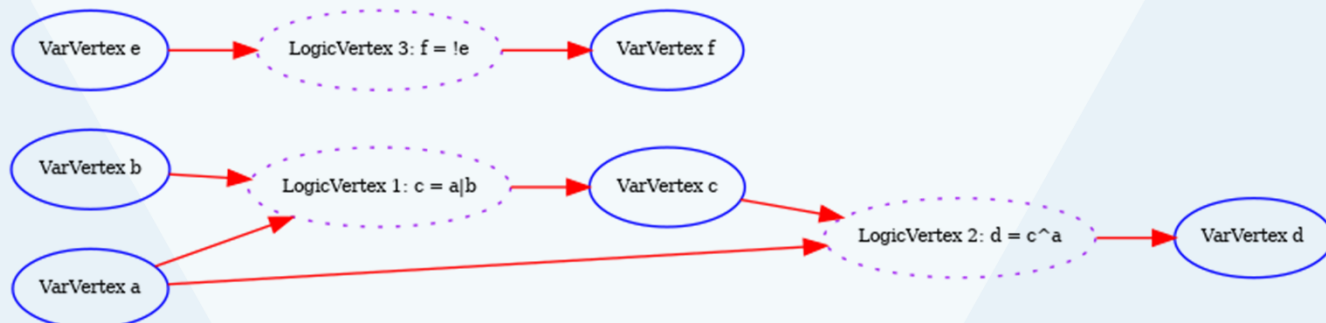 VarVertex e
LogicVertex 3: f = !e
VarVertex f
VarVertex b
LogicVertex 1: c = a|b
VarVertex c
LogicVertex 2: d = c^a
VarVertex d
VarVertex a